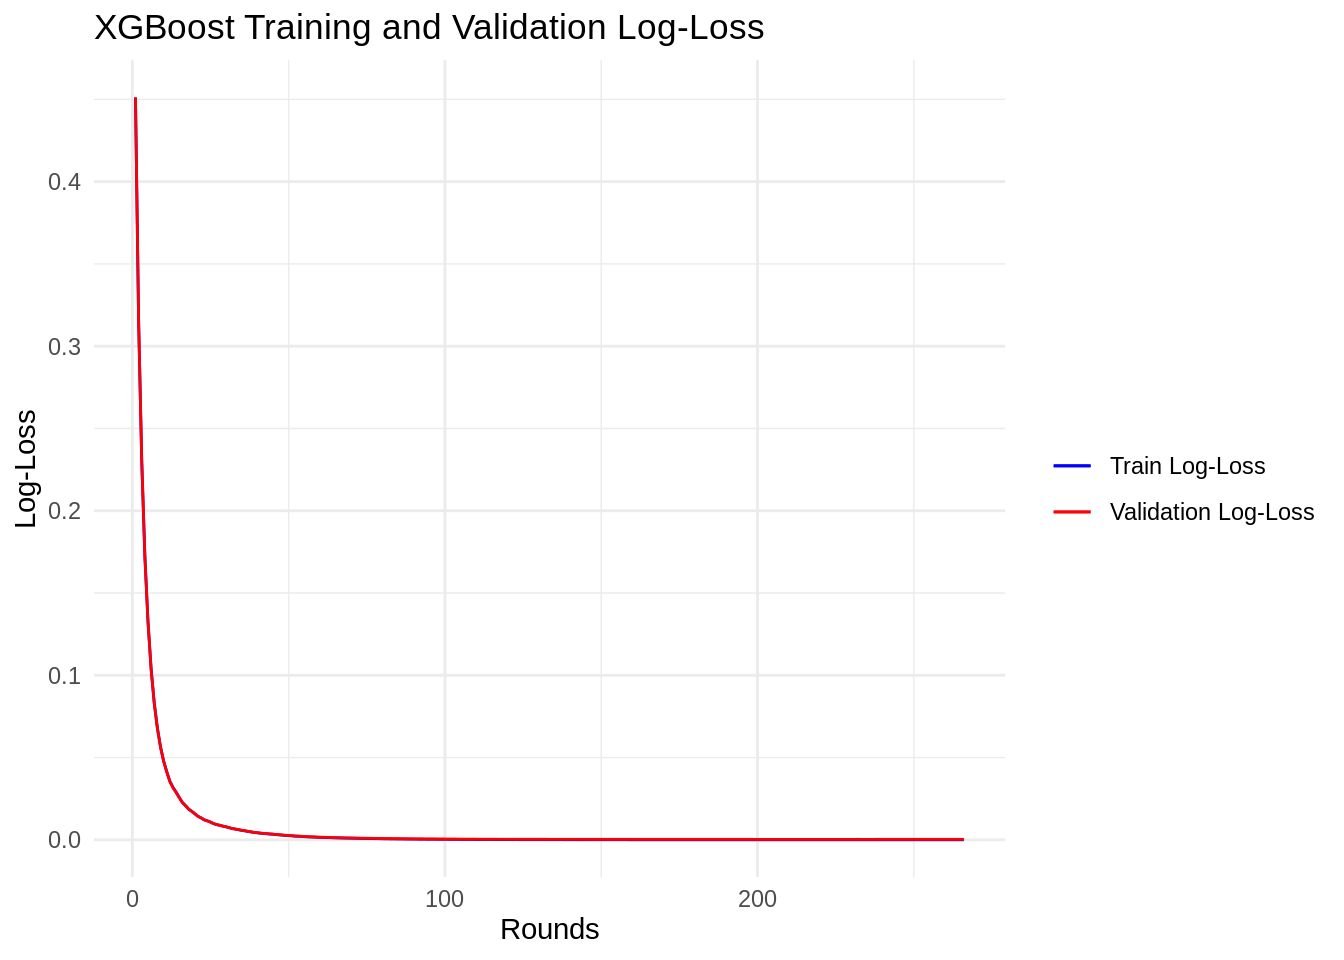 XGBoost Training and Validation Log-Loss
Log-Loss
0.4
0.3
0.2
0.1
0.0
0
100
200
Rounds
Train Log-Loss
Validation Log-Loss